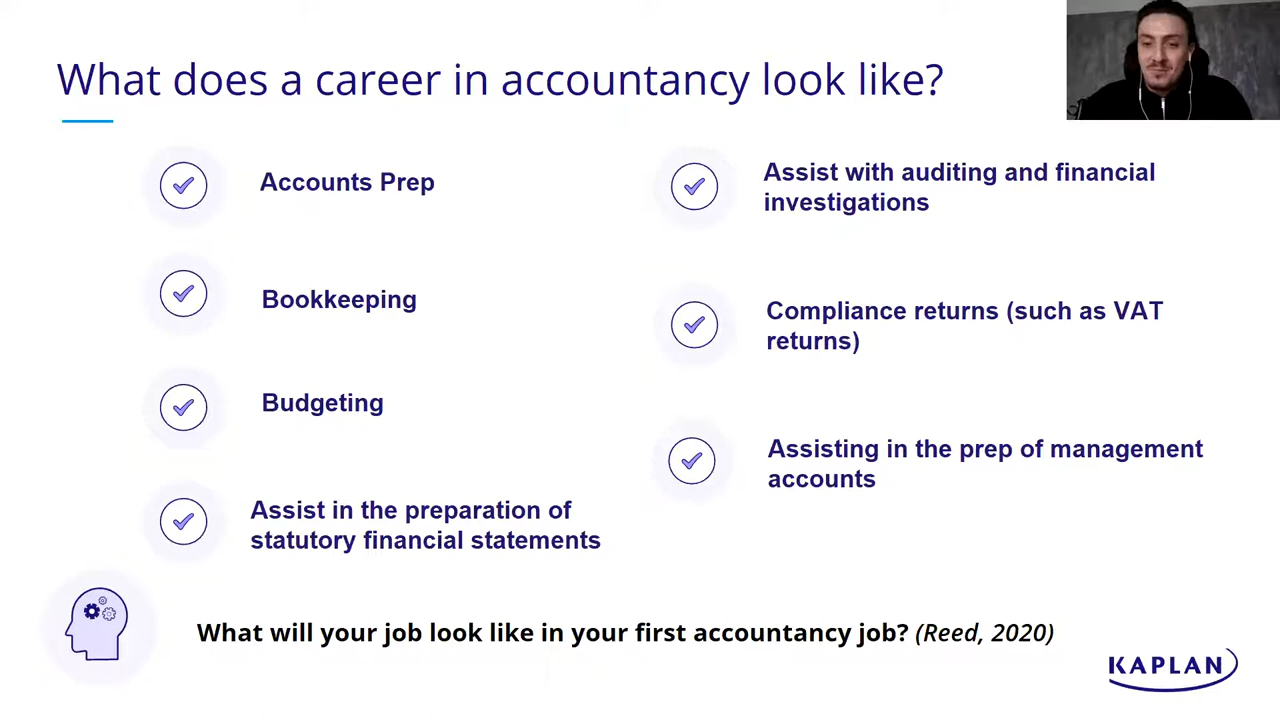 What does a career in accountancy look like?
Accounts Prep
Bookkeeping
Budgeting
Assist in the preparation of
statutory financial statements
Assist with auditing and financial
investigations
Compliance returns (such as VAT
returns)
Assisting in the prep of management
accounts
What will your job look like in your first accountancy job? (Reed, 2020)
KAPLAN